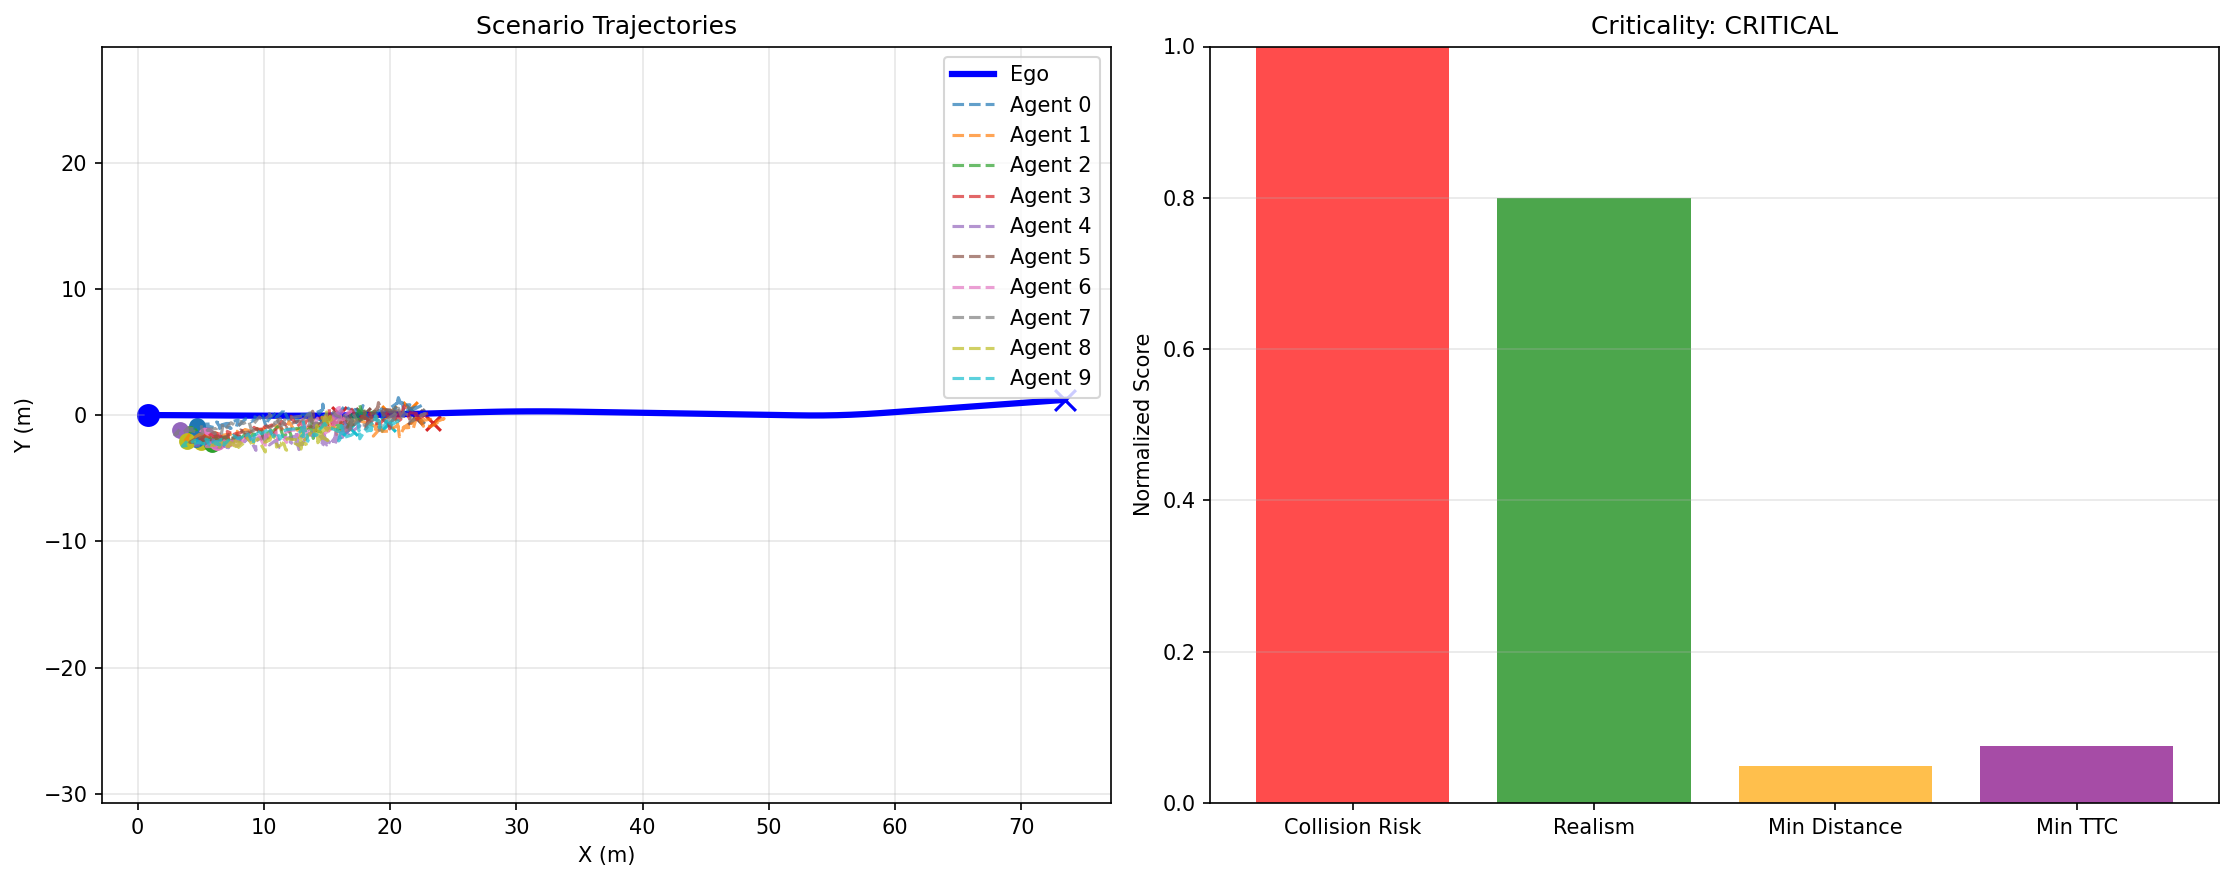 Scenario Trajectories
Y (m)
20
10
0
−10
−20
−30
0 10 20 30 40 50 60 70
X (m)
Ego
Agent 0
Agent 1
Agent 2
Agent 3
Agent 4
Agent 5
Agent 6
Agent 7
Agent 8
Agent 9
Criticality: CRITICAL
Normalized Score
1.0
0.8
0.6
0.4
0.2
0.0
Collision Risk Realism Min Distance Min TTC